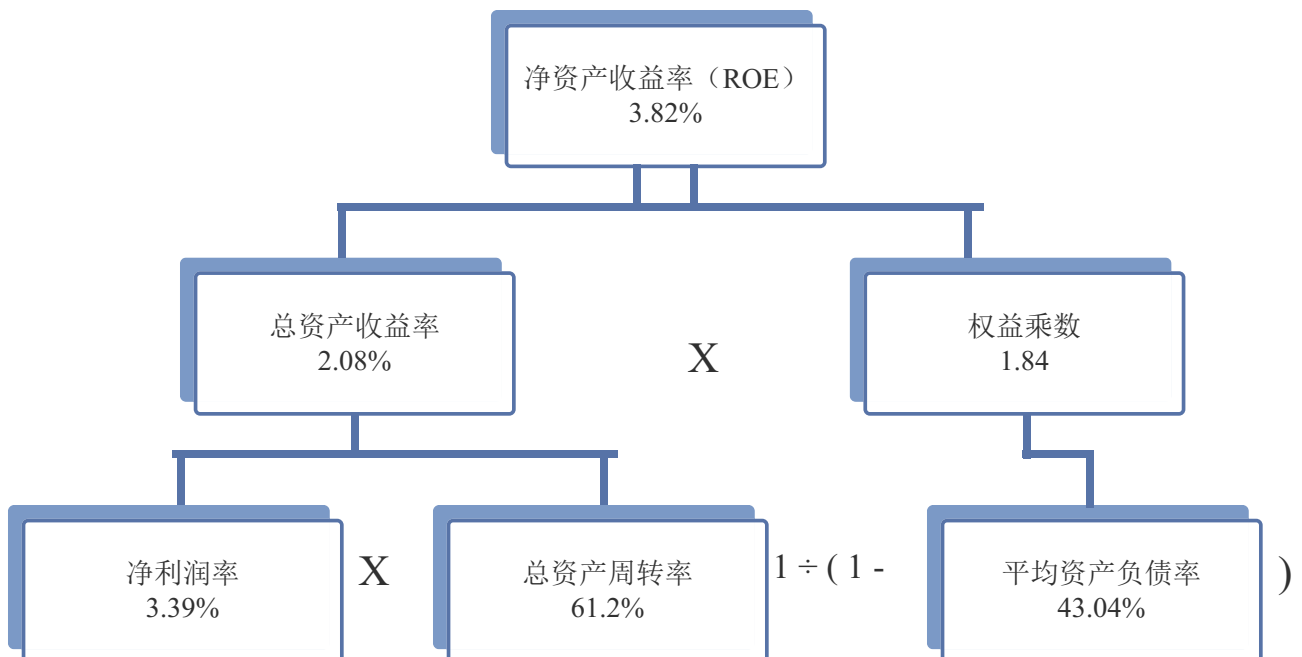 净资产收益率（ROE）
3.82%
总资产收益率
2.08%
X
权益乘数
1.84
净利润率
3.39%
X
总资产周转率
61.2%
1 ÷ ( 1 -
平均资产负债率
43.04%
)